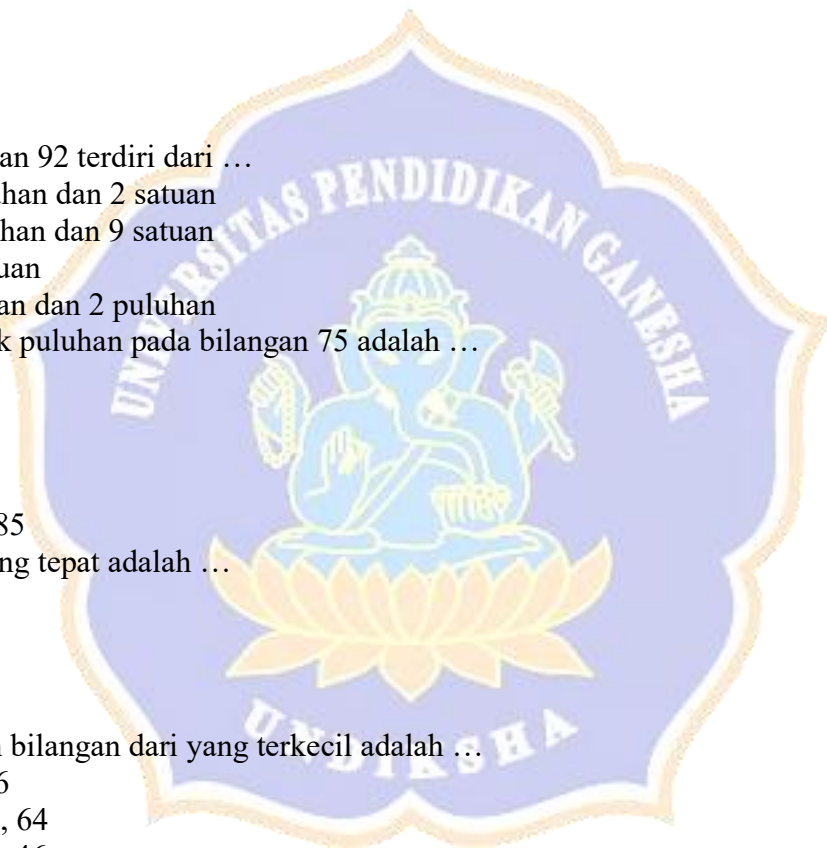 an 92 terdiri dari …
han dan 2 satuan
han dan 9 satuan
uan
an dan 2 puluhan
k puluhan pada bilangan 75 adalah …
85
ng tepat adalah …
n bilangan dari yang terkecil adalah …
6
, 64
UNIVERSITAS PENDIDIKAN GANESHA
UNDIKSHA